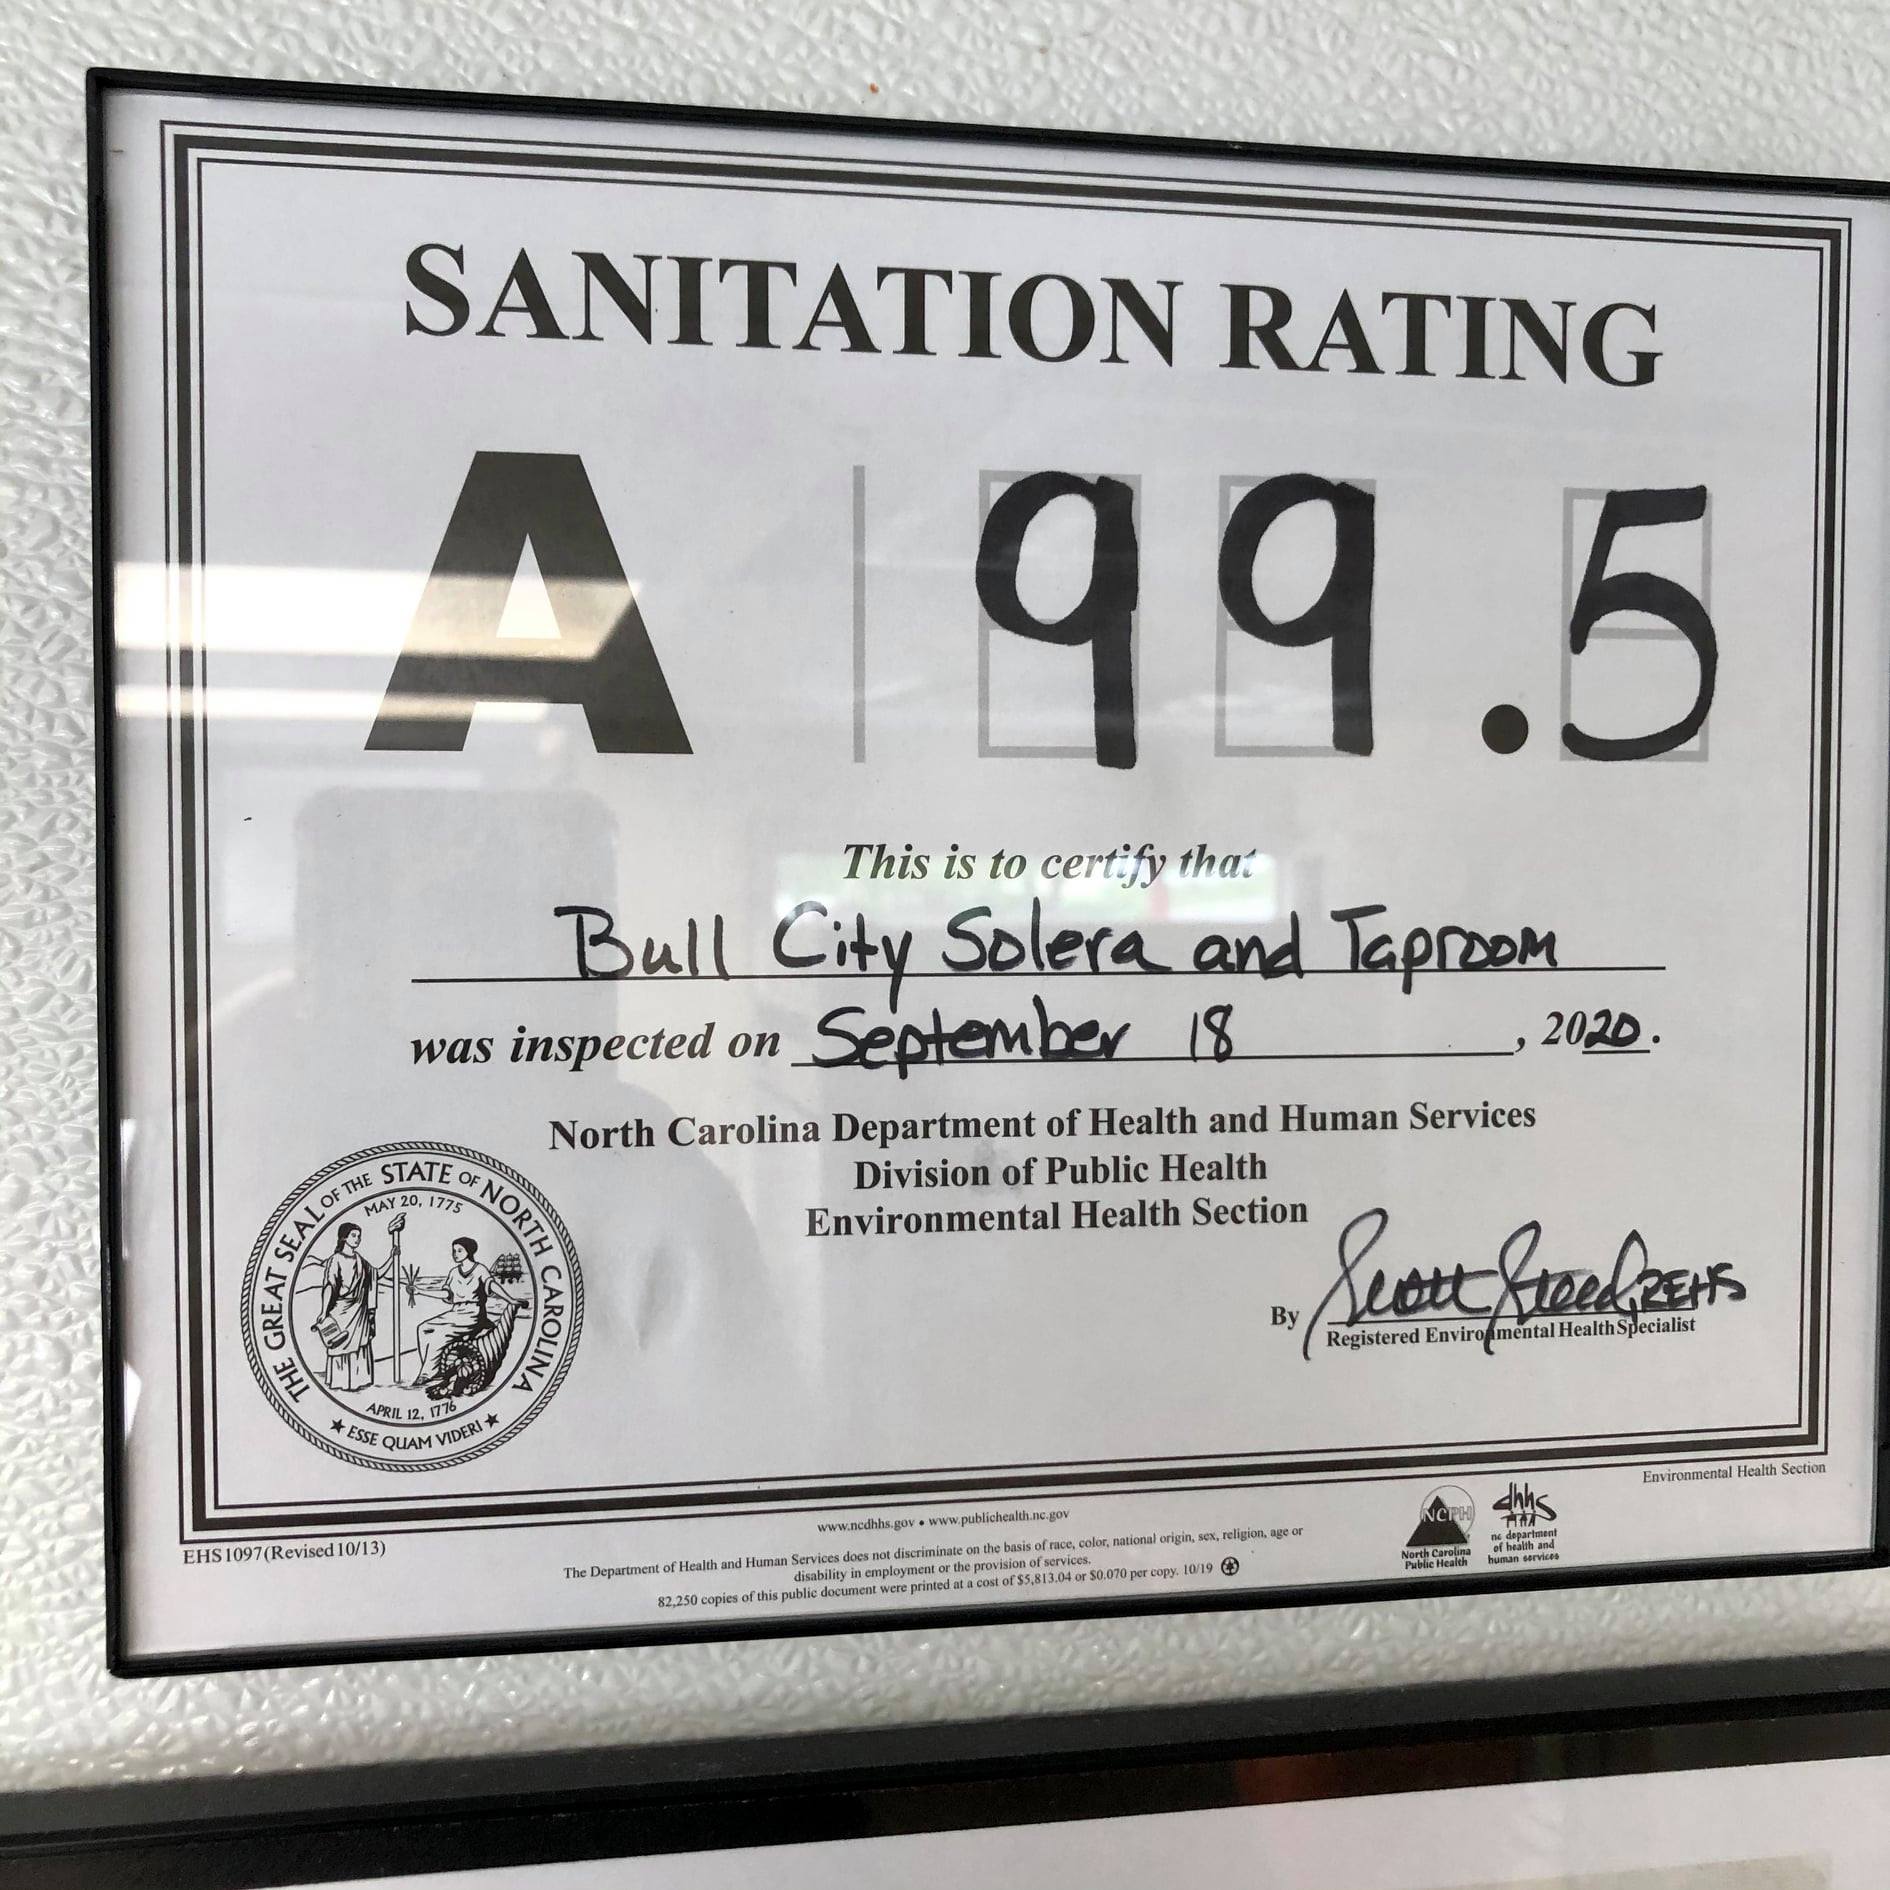 SANITATION RATING
A 99.5
This is to certify that
Bull City Solera and Taproom
was inspected on September 18, 2020.
North Carolina Department of Health and Human Services
Division of Public Health
Environmental Health Section
THE GREAT SEAL OF THE STATE OF NORTH CAROLINA
MAY 20, 1775
APRIL 12, 1776
★ ESSE QUAM VIDERI ★
By Scott Steed, REHS
Registered Environmental Health Specialist
Environmental Health Section
EHS 1097 (Revised 10/13)
www.ncdhhs.gov • www.publichealth.nc.gov
The Department of Health and Human Services does not discriminate on the basis of race, color, national origin, sex, religion, age or
disability in employment or the provision of services.
82,250 copies of this public document were printed at a cost of $5,813.04 or $0.070 per copy. 10/19
NCPH
North Carolina
Public Health
dhhs
nc department
of health and
human services